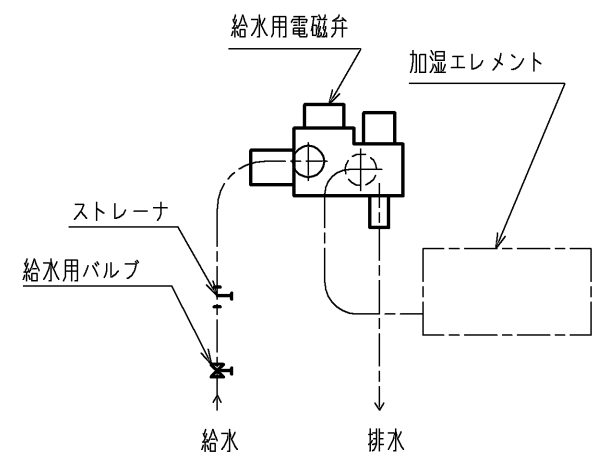 給水用電磁弁
加湿エレメント
ストレーナ
給水用バルブ
給水
排水